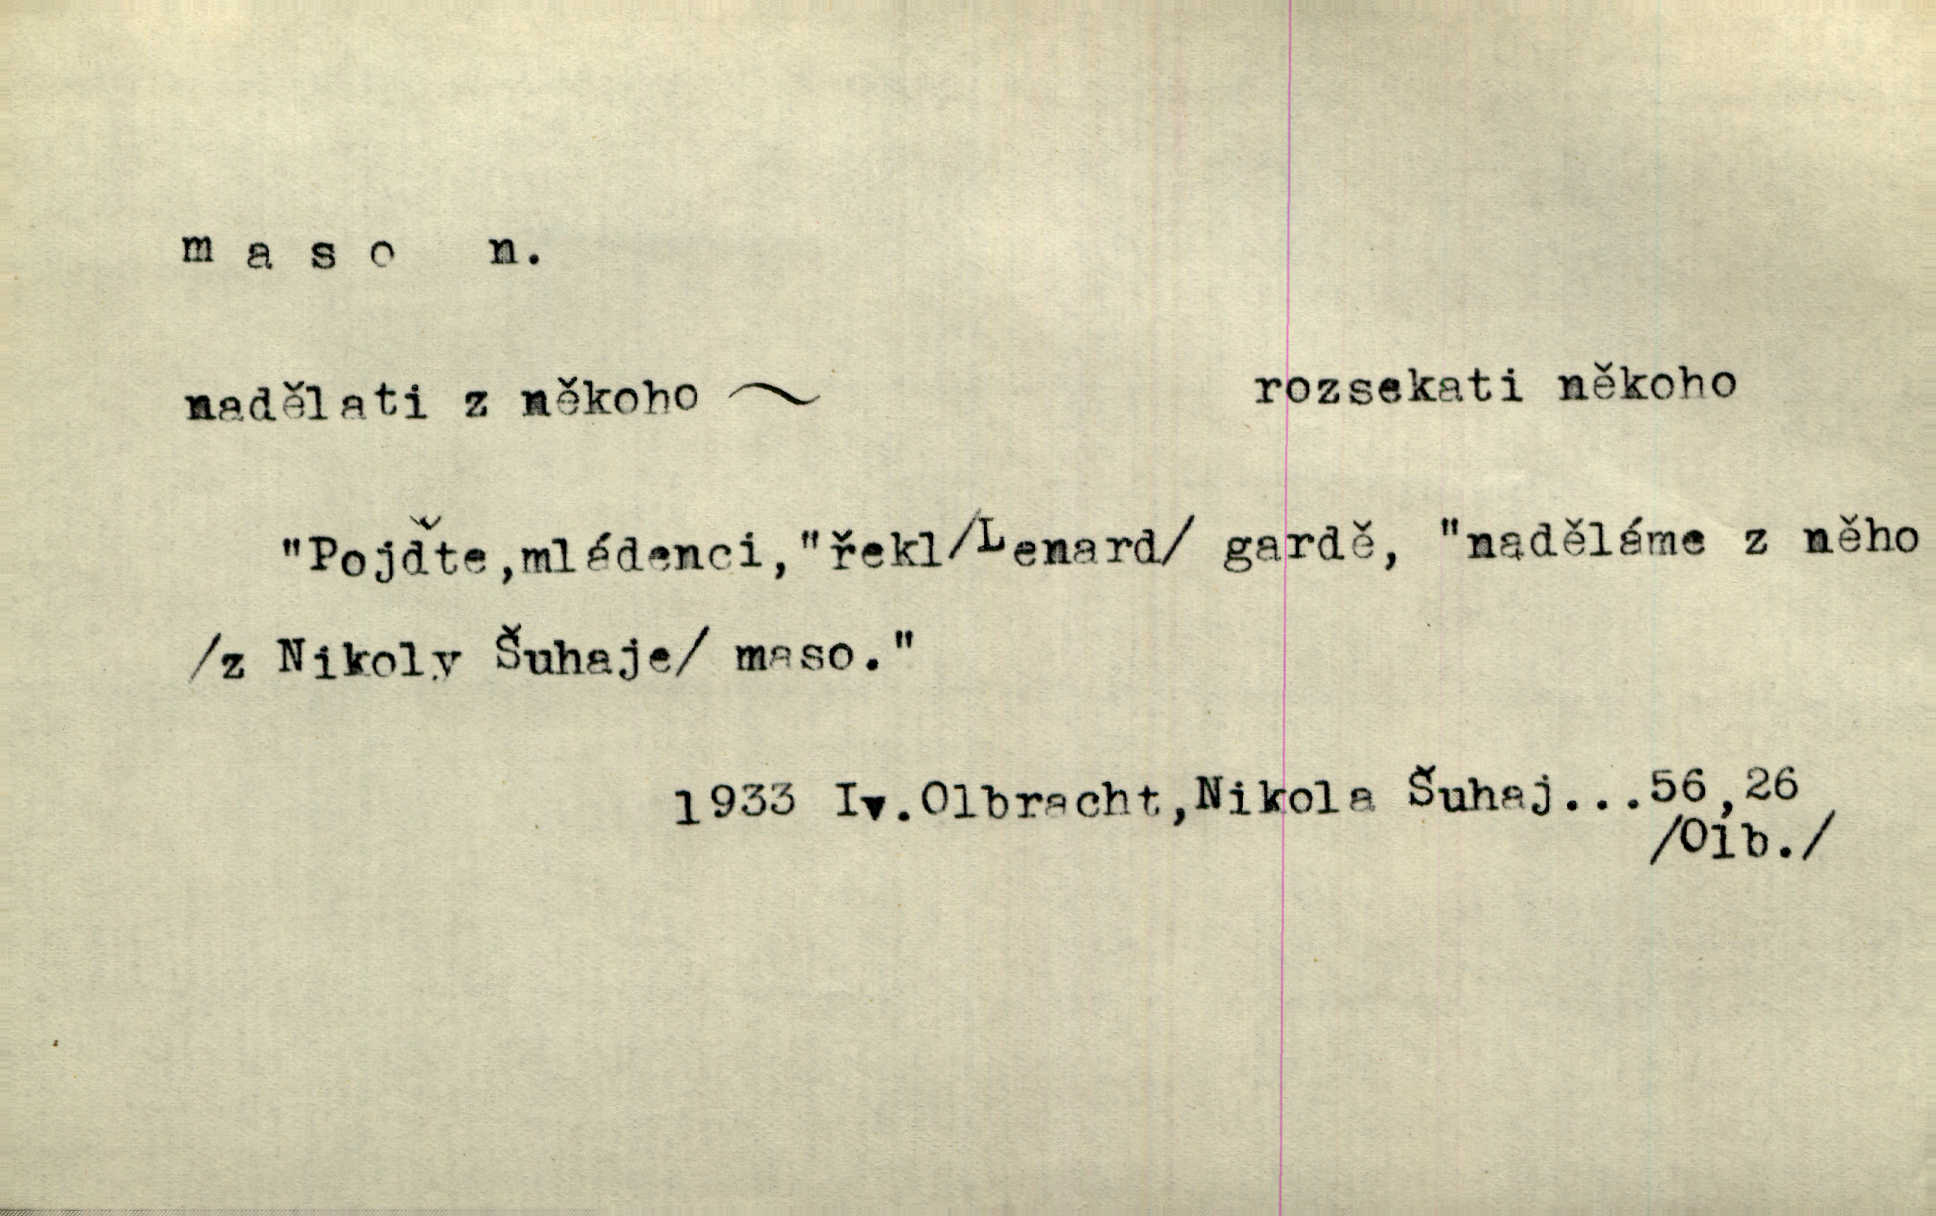 m a s o n.
nadělati z někoho ~ rozsekati někoho
"Pojďte,mládenci,"řekl/Lenard/ gardě, "naděláme z něho
/z Nikoly Šuhaje/ maso."
1933 Iv.Olbracht,Nikola Šuhaj...56,26
/Olb./